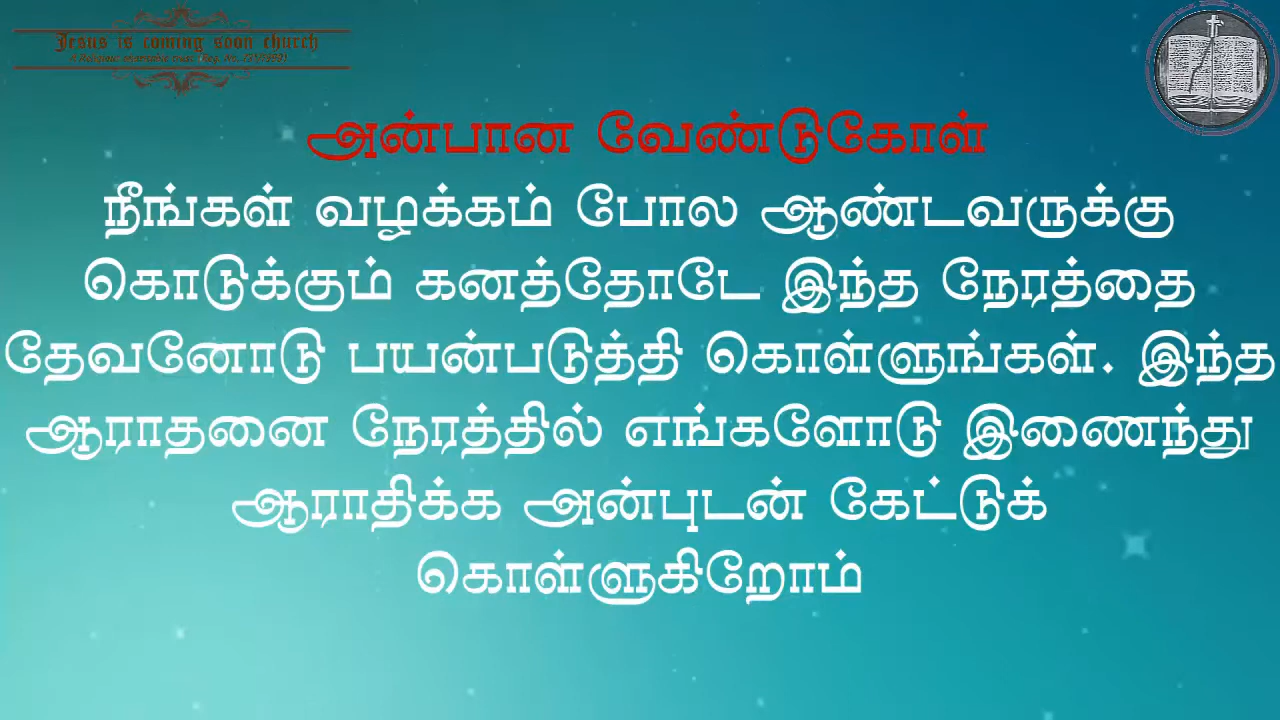 Jesus is coming soon church
அன்பான வேண்டுகோள்
நீங்கள் வழக்கம் போல ஆண்டவருக்கு
கொடுக்கும் கனத்தோடே இந்த நேரத்தை
தேவனோடு பயன்படுத்தி கொள்ளுங்கள். இந்த
ஆராதனை நேரத்தில் எங்களோடு இணைந்து
ஆராதிக்க அன்புடன் கேட்டுக்
கொள்ளுகிறோம்